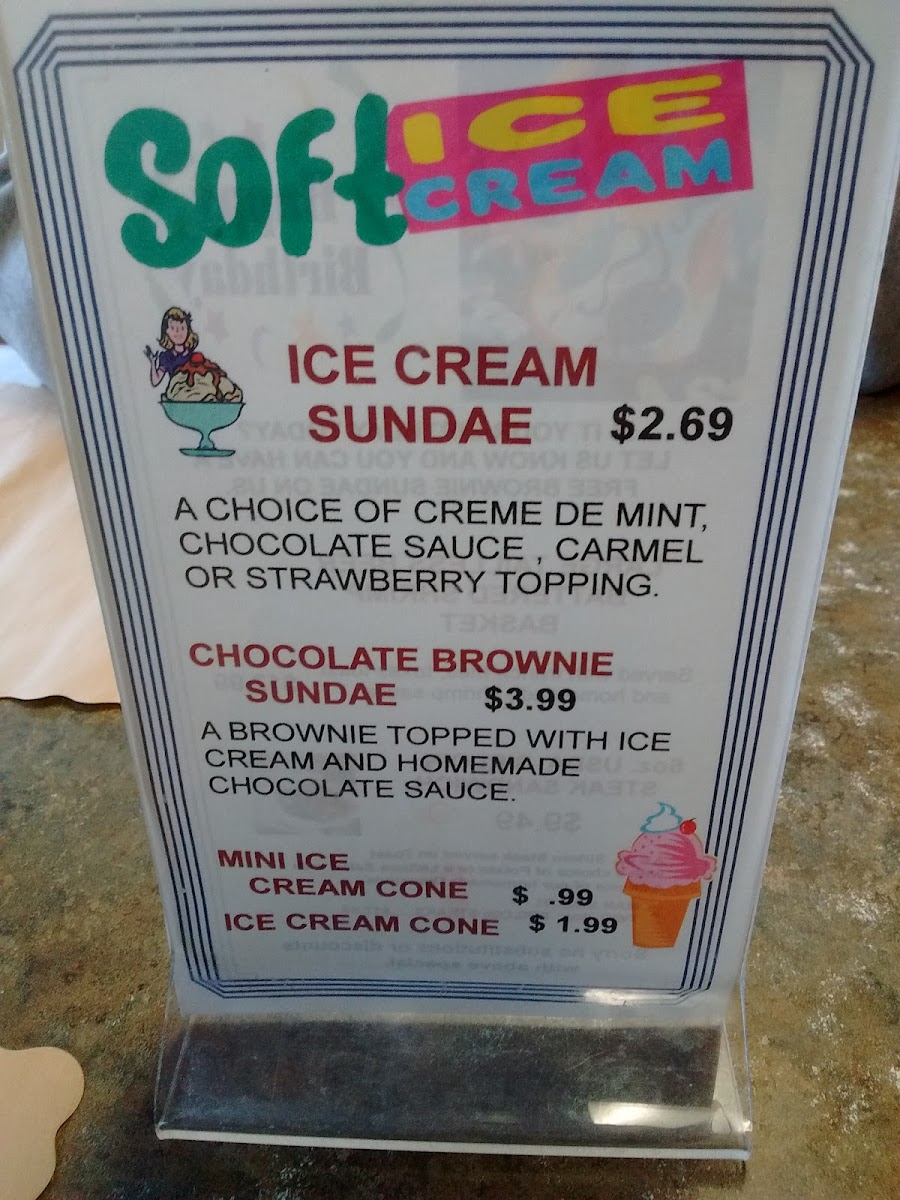 Soft ICE
CREAM
ICE CREAM
SUNDAE $2.69
A CHOICE OF CREME DE MINT,
CHOCOLATE SAUCE , CARMEL
OR STRAWBERRY TOPPING.
CHOCOLATE BROWNIE
SUNDAE $3.99
A BROWNIE TOPPED WITH ICE
CREAM AND HOMEMADE
CHOCOLATE SAUCE.
MINI ICE
CREAM CONE $ .99
ICE CREAM CONE $ 1.99